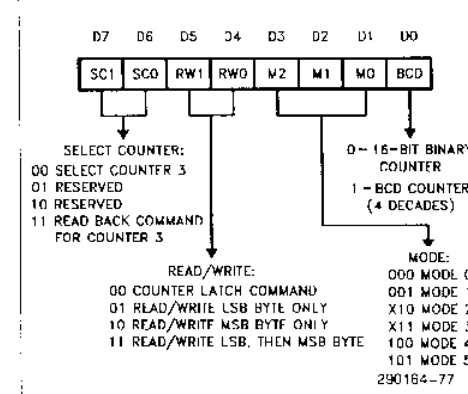 D7 D6 D5 D4 D3 D2 D1 D0
SC1 SC0 RW1 RW0 M2 M1 M0 BCD
SELECT COUNTER:
00 SELECT COUNTER 3
01 RESERVED
10 RESERVED
11 READ BACK COMMAND
FOR COUNTER 3
0 - 16-BIT BINARY
COUNTER
1 - BCD COUNTER
(4 DECADES)
READ/WRITE:
00 COUNTER LATCH COMMAND
01 READ/WRITE LSB BYTE ONLY
10 READ/WRITE MSB BYTE ONLY
11 READ/WRITE LSB, THEN MSB BYTE
MODE:
000 MODE 0
001 MODE 1
X10 MODE 2
X11 MODE 3
100 MODE 4
101 MODE 5
290164-77